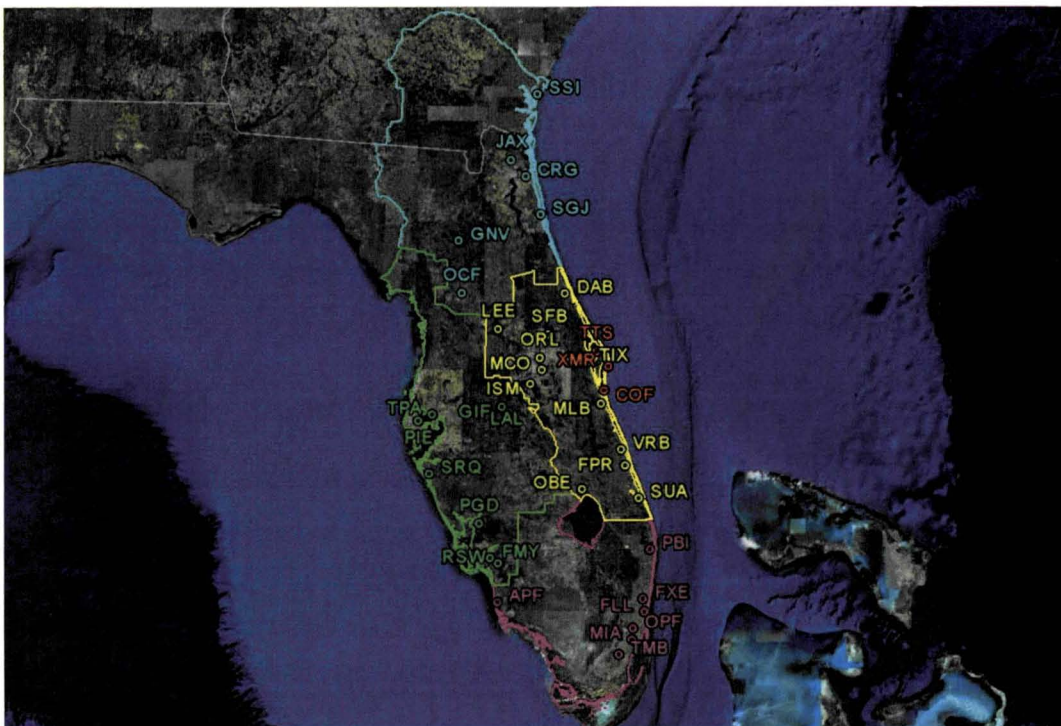 SSI
JAX
CRG
SGJ
GNV
OCF
DAB
LEE
SFB
TTS
ORL
XMR
TIX
MCO
ISM
COF
MLB
TPA
GIF
LAL
PIE
VRB
FPR
SRQ
OBE
SUA
PGD
PBI
RSW
FMY
APF
FXE
FLL
OPF
MIA
TMB